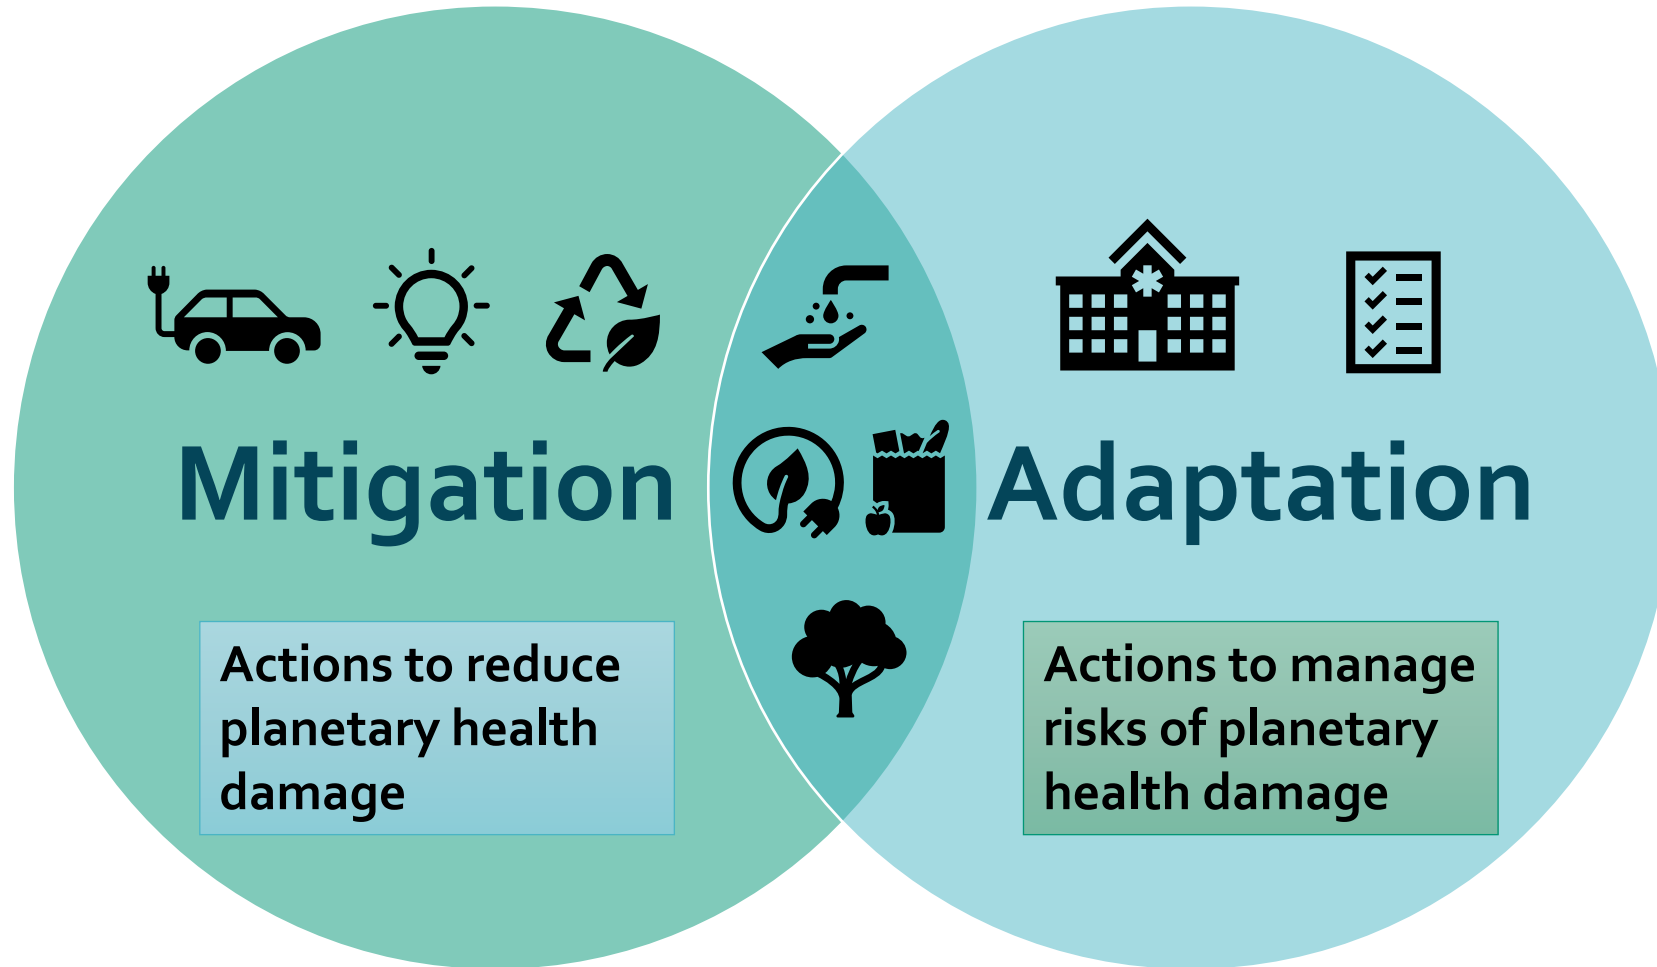 Mitigation
Adaptation
Actions to reduce
planetary health
damage
Actions to manage
risks of planetary
health damage